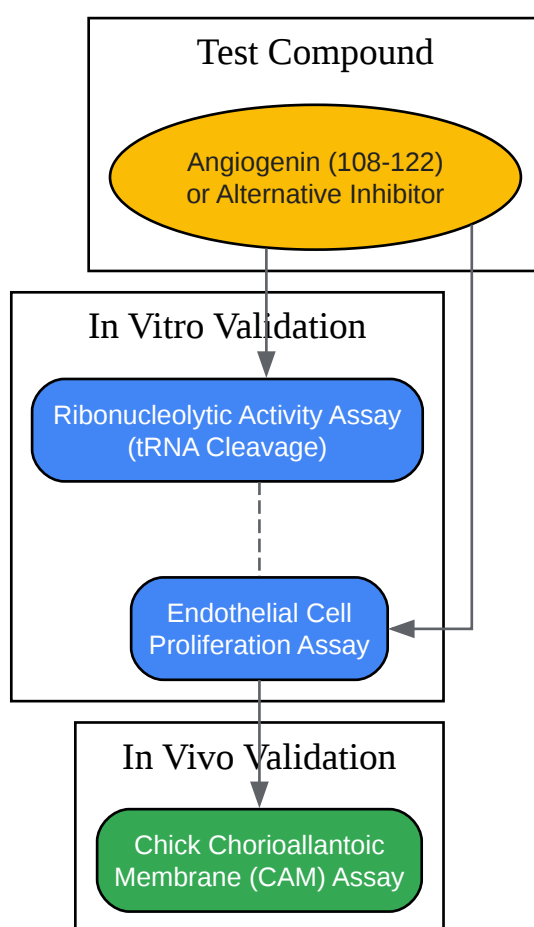 Test Compound
Angiogenin (108-122)
or Alternative Inhibitor
In Vitro Validation
Ribonucleolytic Activity Assay
(tRNA Cleavage)
Endothelial Cell
Proliferation Assay
In Vivo Validation
Chick Chorioallantoic
Membrane (CAM) Assay